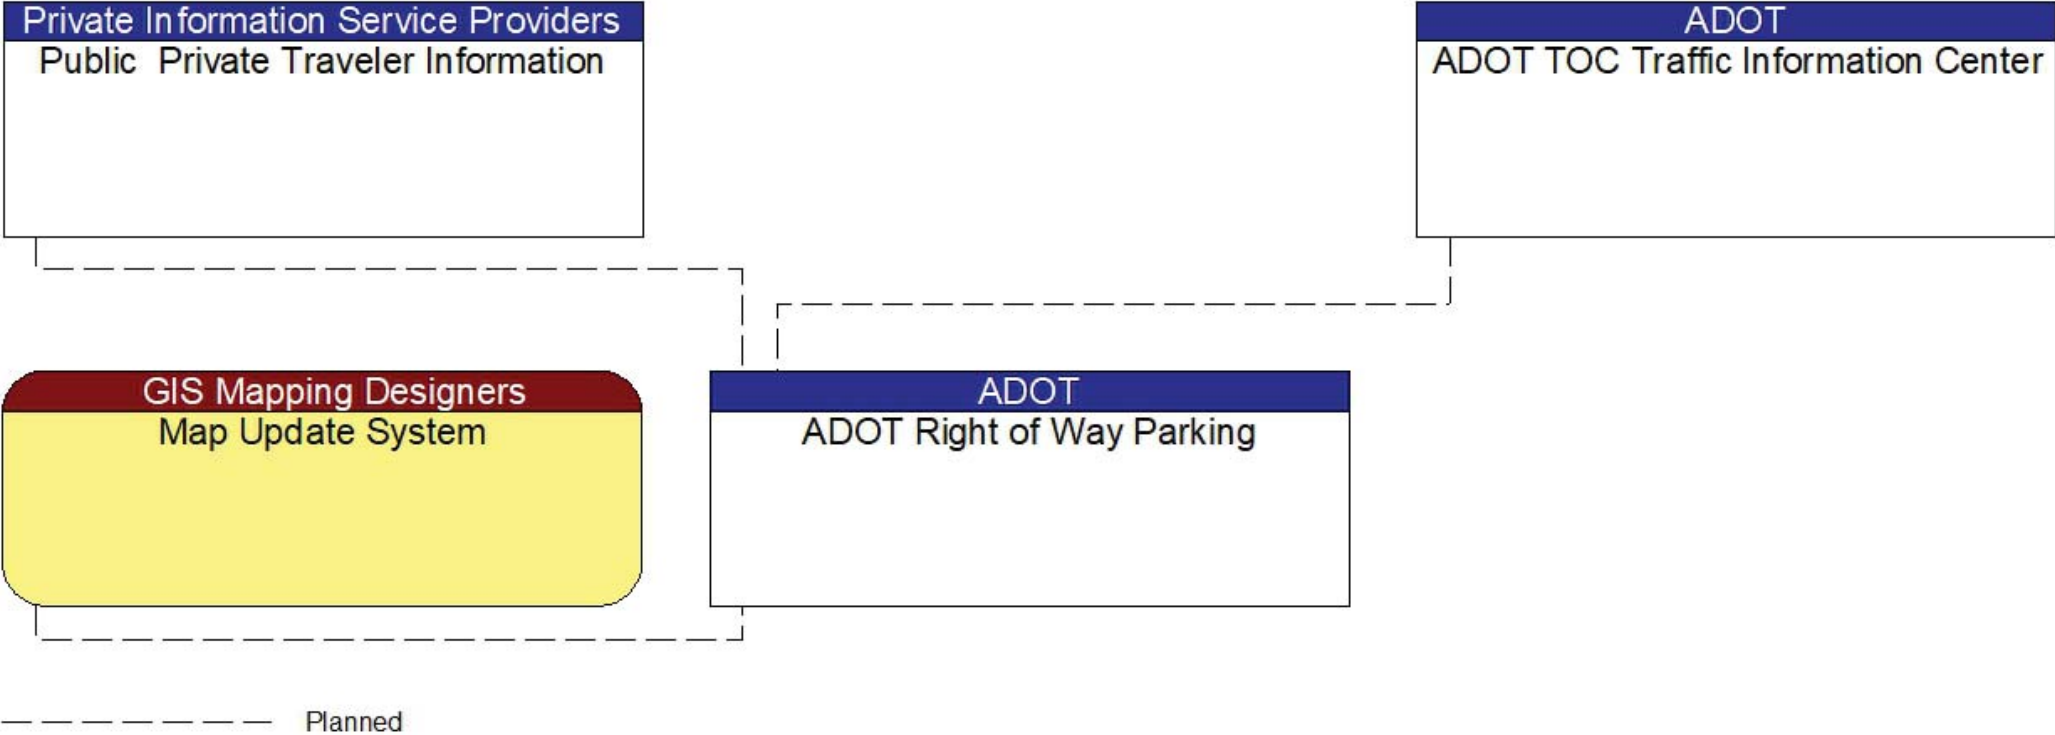 Private Information Service Providers
Public  Private Traveler Information
ADOT
ADOT TOC Traffic Information Center
GIS Mapping Designers
Map Update System
ADOT
ADOT Right of Way Parking
Planned